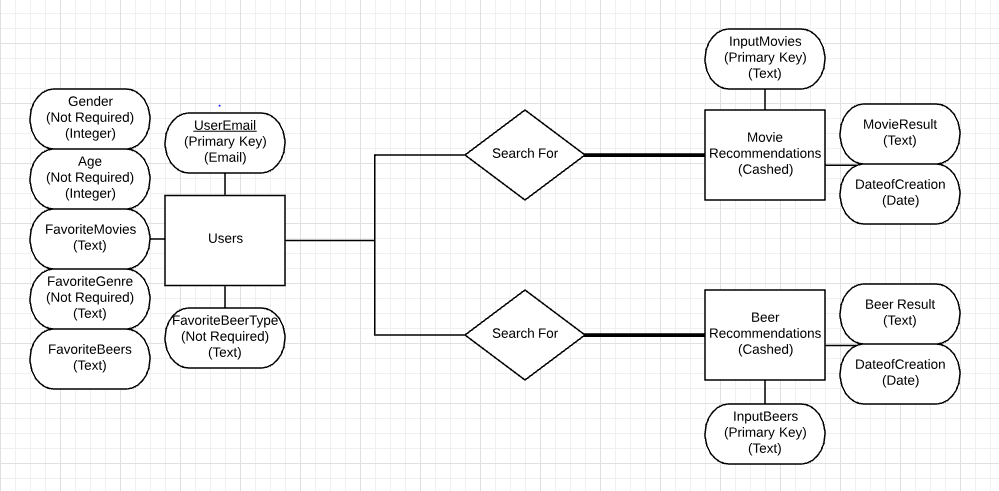 Gender
(Not Required)
(Integer)
Age
(Not Required)
(Integer)
FavoriteMovies
(Text)
FavoriteGenre
(Not Required)
(Text)
FavoriteBeers
(Text)
UserEmail
(Primary Key)
(Email)
Users
FavoriteBeerType
(Not Required)
(Text)
Search For
Search For
InputMovies
(Primary Key)
(Text)
Movie
Recommendations
(Cashed)
MovieResult
(Text)
DateofCreation
(Date)
Beer
Recommendations
(Cashed)
Beer Result
(Text)
DateofCreation
(Date)
InputBeers
(Primary Key)
(Text)